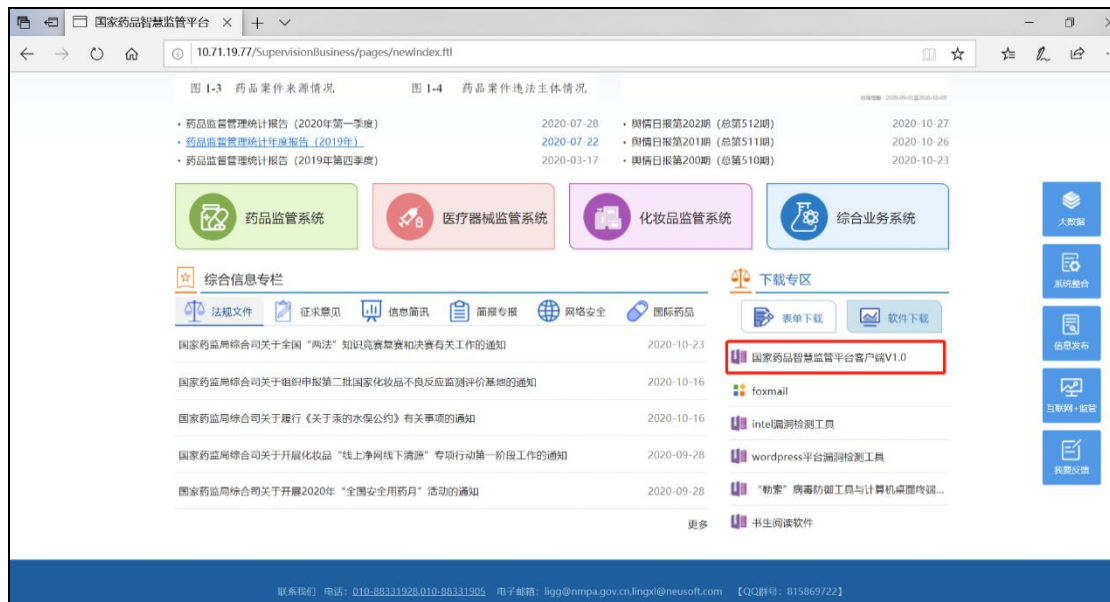 国家药品智慧监管平台
10.71.19.77/SupervisionBusiness/pages/newIndex.ftl
图 1-3 药品案件来源情况 图 1-4 药品案件违法主体情况
· 药品监督管理统计报告（2020年第一季度） 2020-07-28
· 药品监督管理统计年度报告（2019年） 2020-07-22
· 药品监督管理统计报告（2019年第四季度） 2020-03-17
· 舆情日报第202期（总第512期） 2020-10-27
· 舆情日报第201期（总第511期） 2020-10-26
· 舆情日报第200期（总第510期） 2020-10-23
药品监管系统
医疗器械监管系统
化妆品监管系统
综合业务系统
综合信息专栏
法规文件 征求意见 信息简讯 简报专报 网络安全 国际药品
国家药监局综合司关于全国“两法”知识竞赛复赛和决赛有关工作的通知 2020-10-23
国家药监局综合司关于组织申报第二批国家化妆品不良反应监测评价基地的通知 2020-10-16
国家药监局综合司关于履行《关于汞的水俣公约》有关事项的通知 2020-10-16
国家药监局综合司关于开展化妆品“线上净网线下清源”专项行动第一阶段工作的通知 2020-09-28
国家药监局综合司关于开展2020年“全国安全用药月”活动的通知 2020-09-28
更多
下载专区
表单下载 软件下载
国家药品智慧监管平台客户端V1.0
foxmail
intel漏洞检测工具
wordpress平台漏洞检测工具
“勒索”病毒防御工具与计算机桌面终端...
书生阅读软件
大数据
系统整合
信息发布
互联网+监管
我要反馈
联系我们 电话：010-88331928,010-88331905 电子邮箱：ligg@nmpa.gov.cn,lingxl@neusoft.com 【QQ群号：815869722】